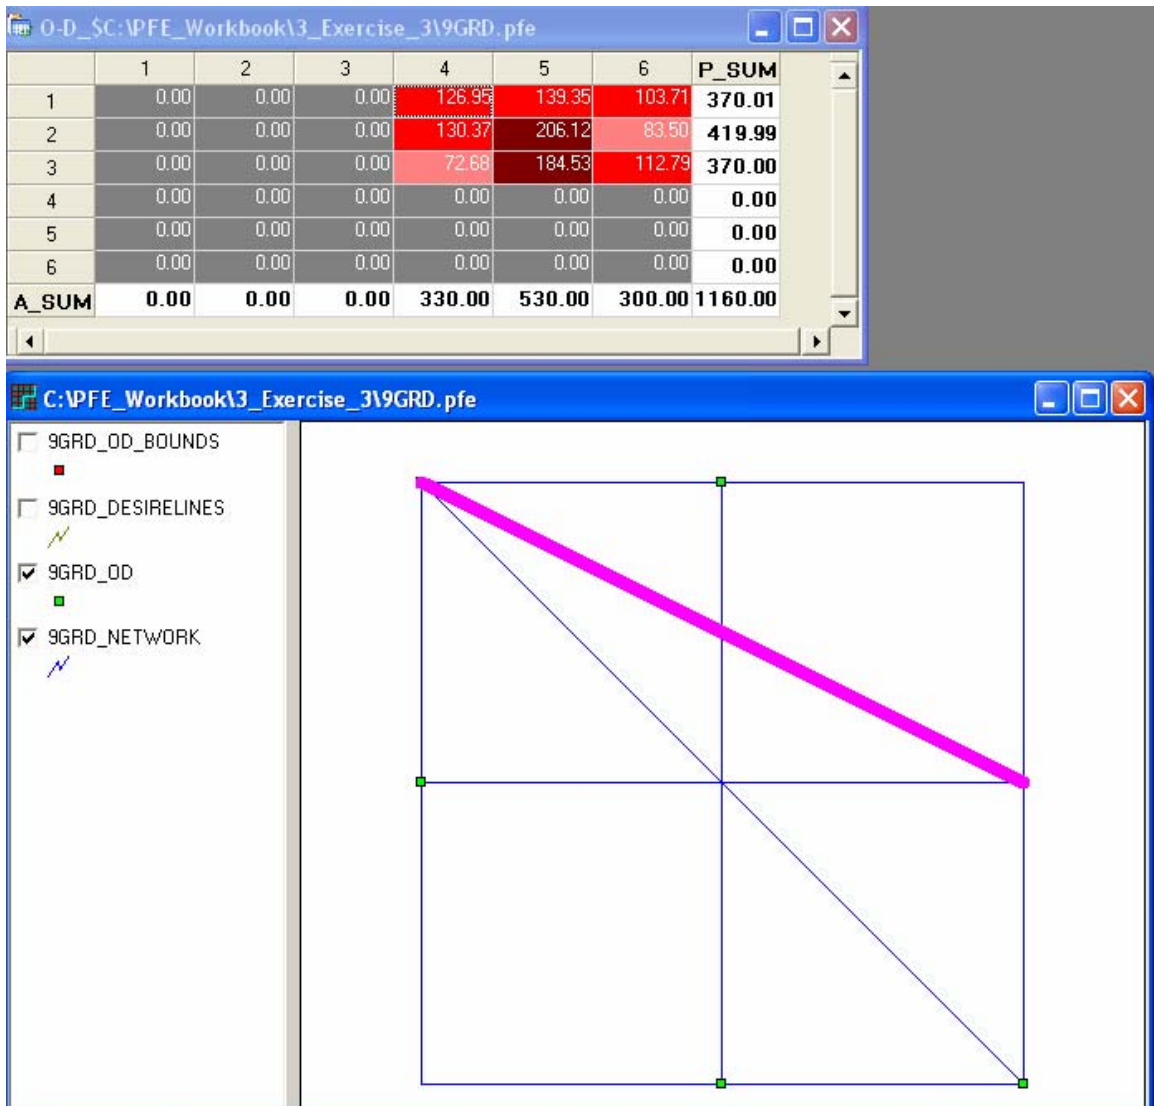 O-D_$C:\PFE_Workbook\3_Exercise_3\9GRD.pfe
1 2 3 4 5 6 P_SUM
1 0.00 0.00 0.00 126.95 139.35 103.71 370.01
2 0.00 0.00 0.00 130.37 206.12 83.50 419.99
3 0.00 0.00 0.00 72.68 184.53 112.79 370.00
4 0.00 0.00 0.00 0.00 0.00 0.00 0.00
5 0.00 0.00 0.00 0.00 0.00 0.00 0.00
6 0.00 0.00 0.00 0.00 0.00 0.00 0.00
A_SUM 0.00 0.00 0.00 330.00 530.00 300.00 1160.00
C:\PFE_Workbook\3_Exercise_3\9GRD.pfe
9GRD_OD_BOUNDS
9GRD_DESIRELINES
9GRD_OD
9GRD_NETWORK